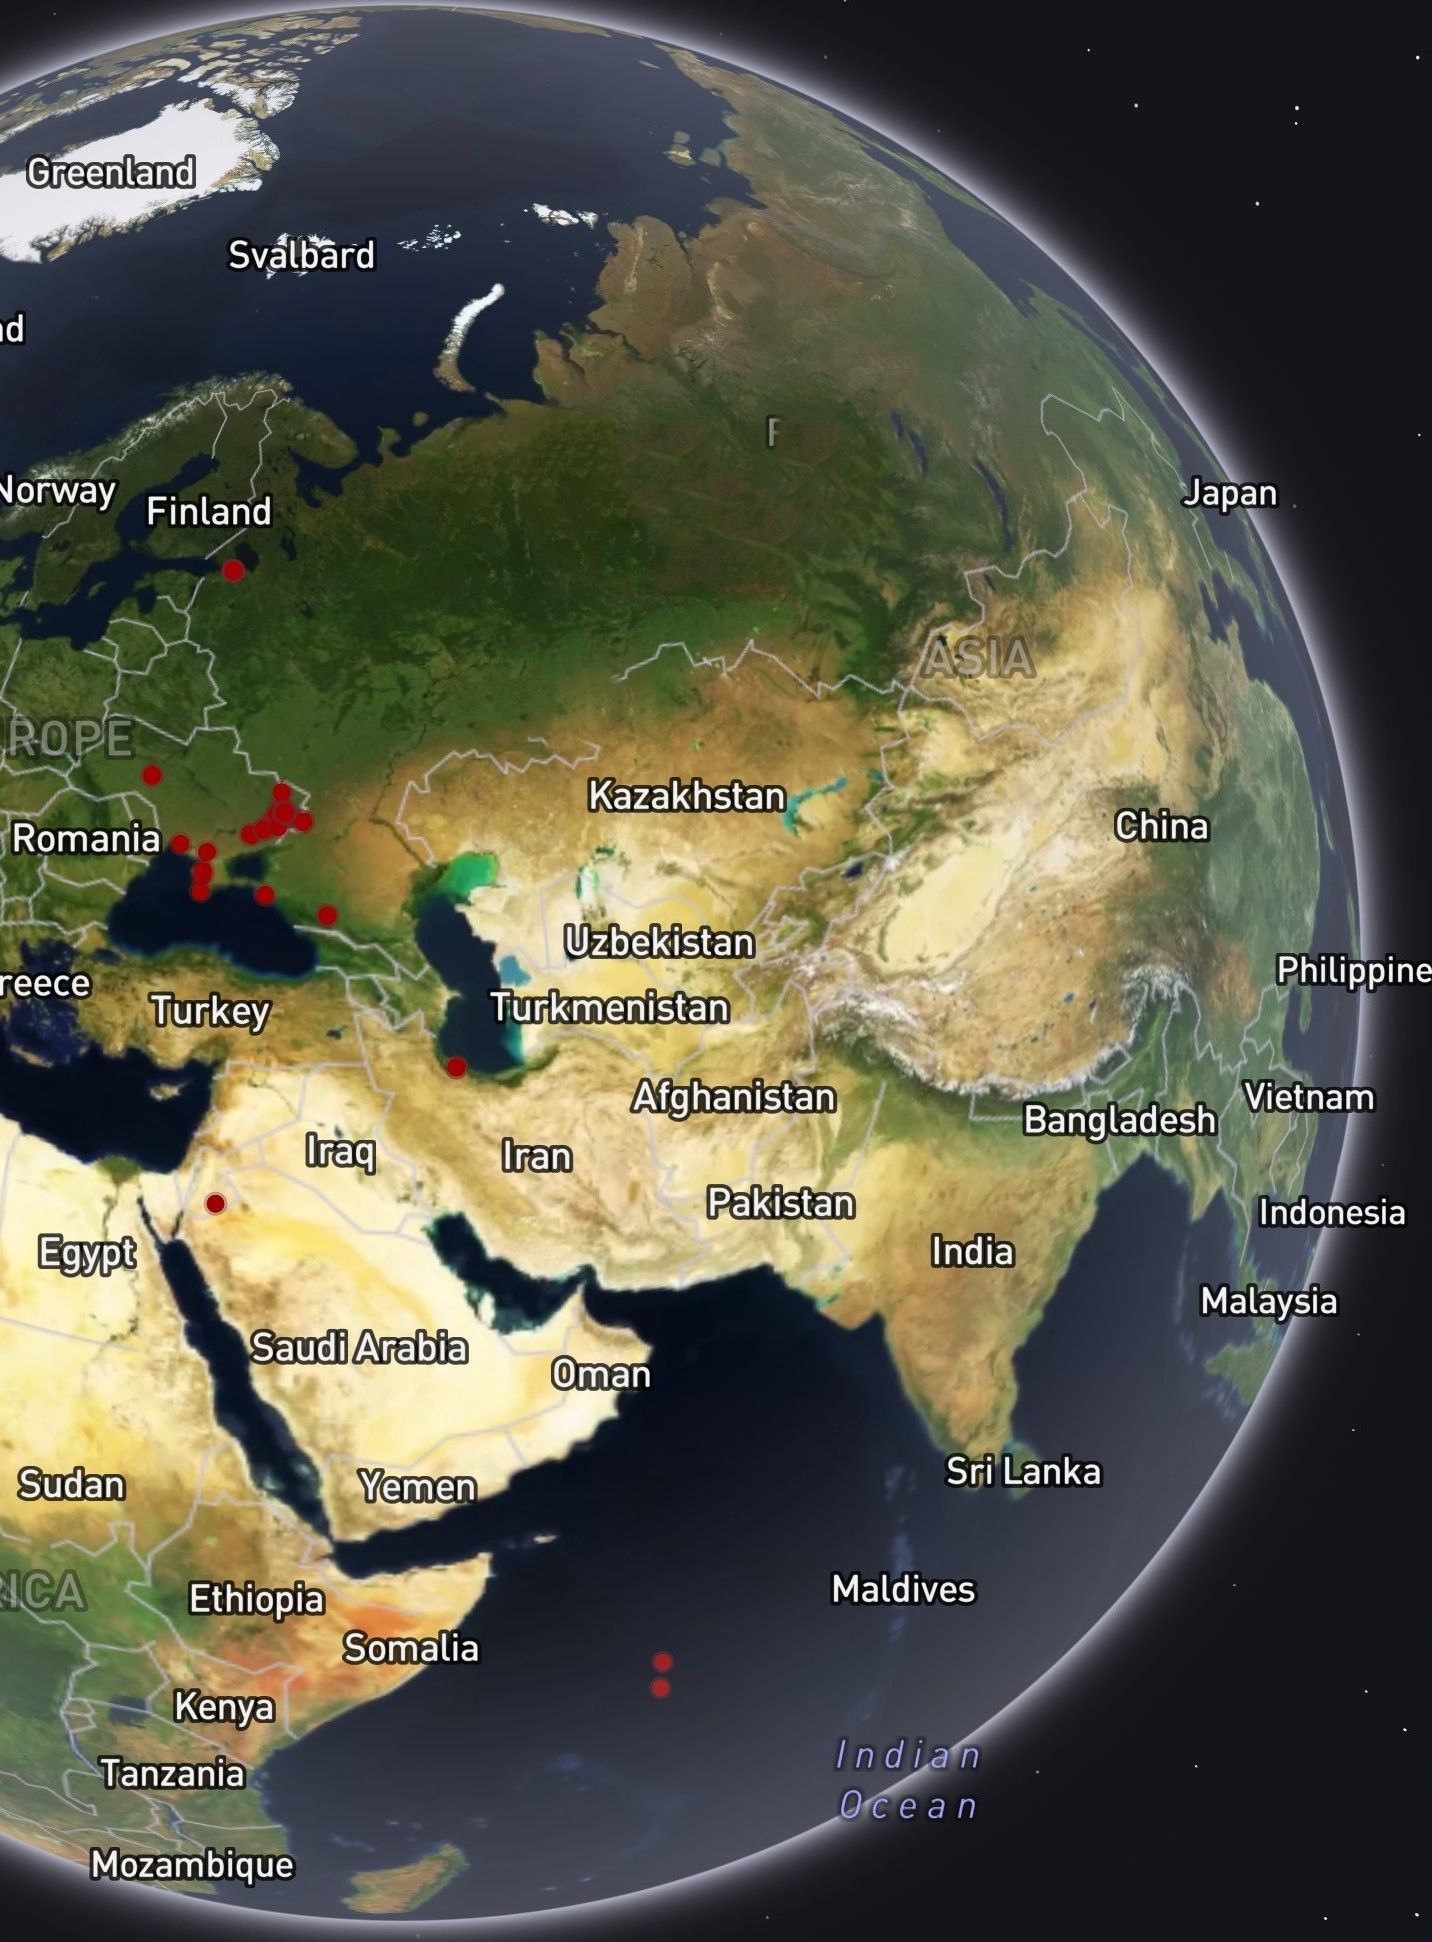 Greenland
Svalbard
nd
Norway
Finland
F
Japan
ASIA
ROPE
Kazakhstan
China
Romania
Uzbekistan
Philippine
reece
Turkey
Turkmenistan
Afghanistan
Vietnam
Bangladesh
Iraq
Iran
Pakistan
Indonesia
Egypt
India
Malaysia
Saudi Arabia
Oman
Sri Lanka
Sudan
Yemen
RICA
Ethiopia
Maldives
Somalia
Kenya
Indian
Ocean
Tanzania
Mozambique